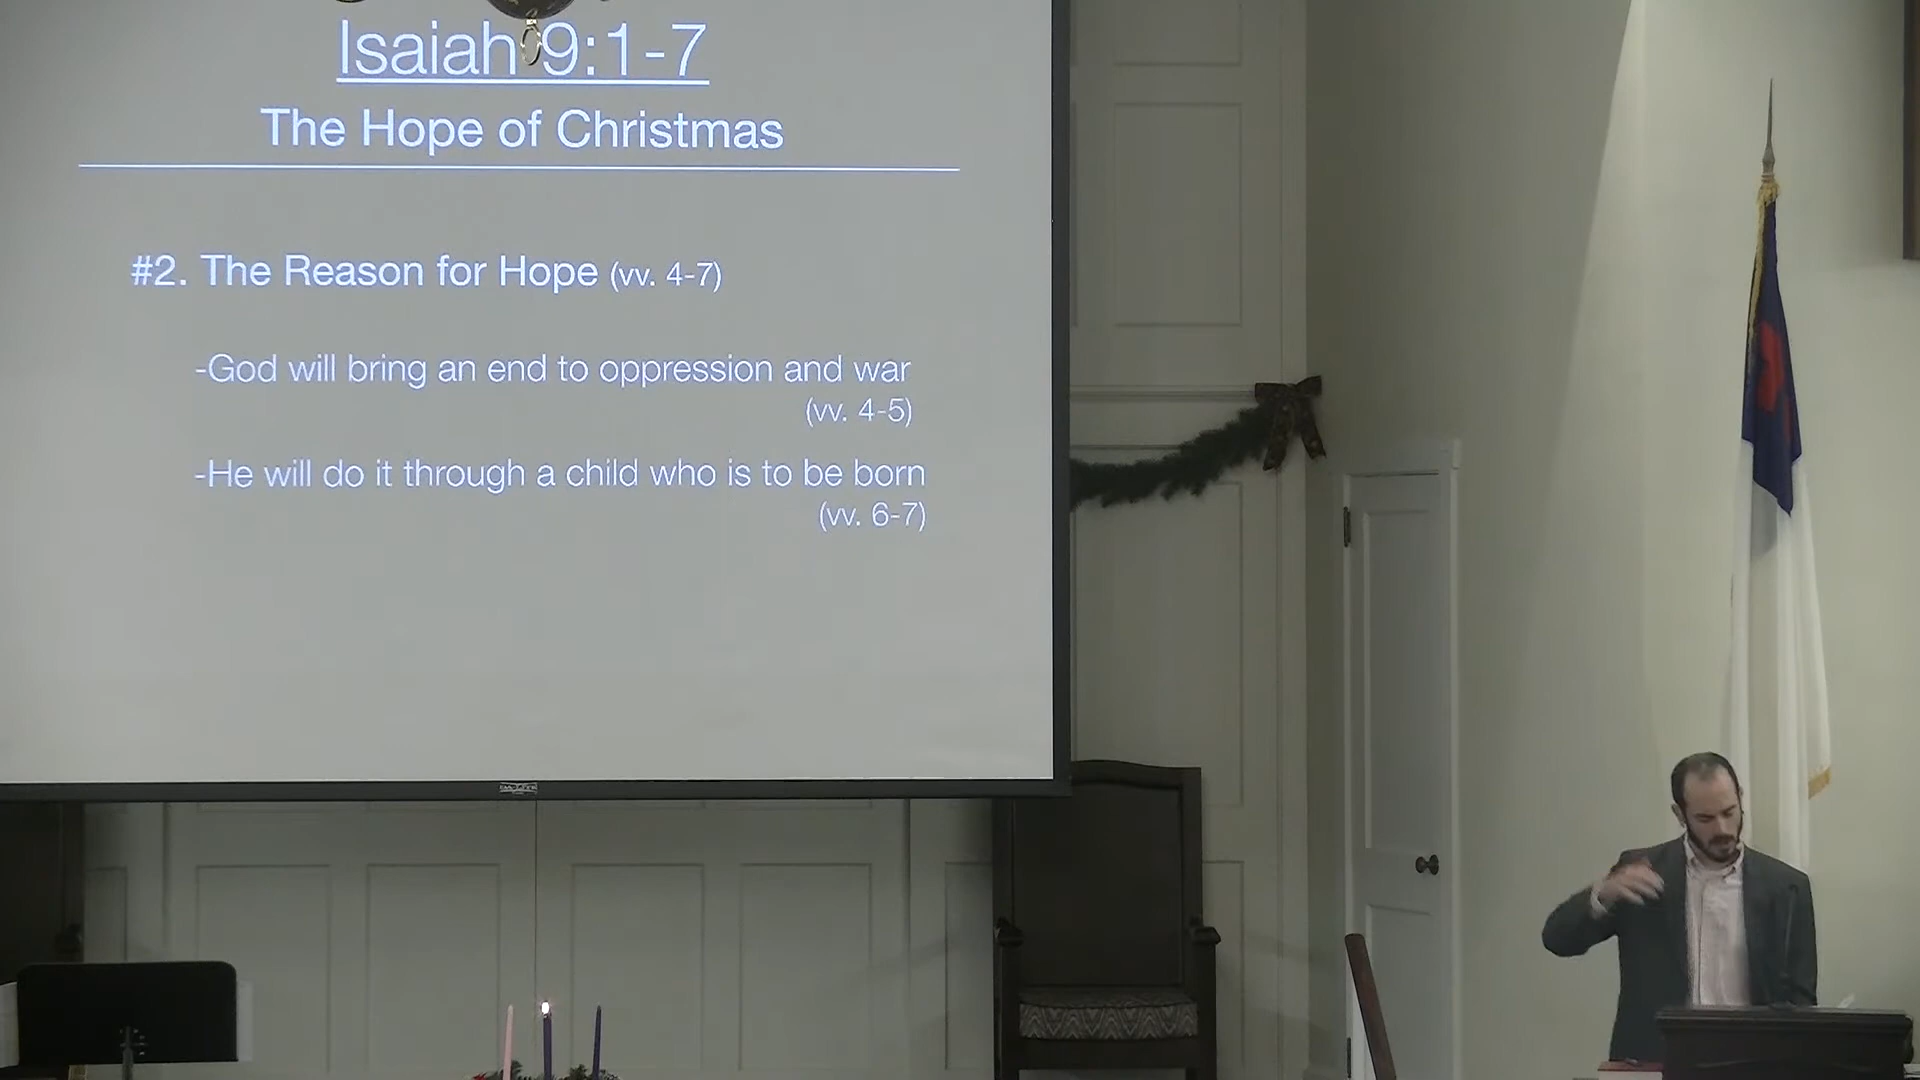 Isaiah 9:1-7
The Hope of Christmas
#2. The Reason for Hope (vv. 4-7)
-God will bring an end to oppression and war
(vv. 4-5)
-He will do it through a child who is to be born
(vv. 6-7)